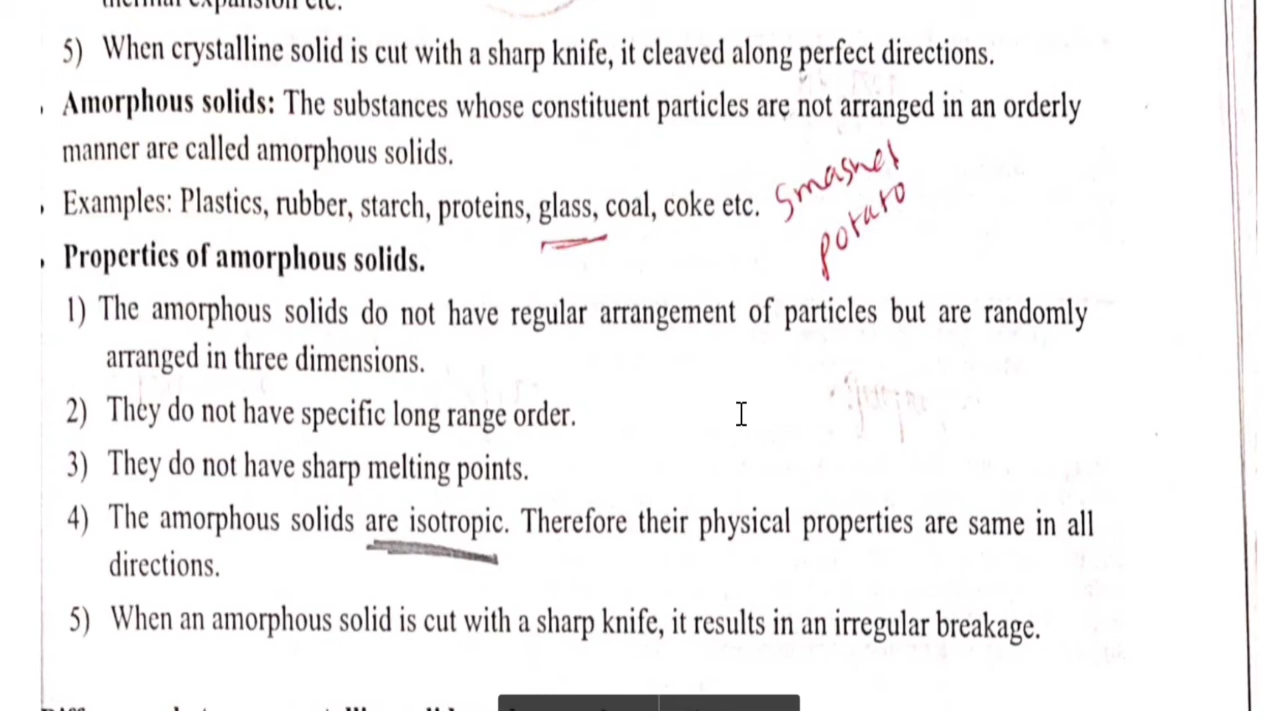 thermal expansion etc.
5) When crystalline solid is cut with a sharp knife, it cleaved along perfect directions.
Amorphous solids: The substances whose constituent particles are not arranged in an orderly
manner are called amorphous solids.
Examples: Plastics, rubber, starch, proteins, glass, coal, coke etc.
Smashed
potato
Properties of amorphous solids.
1) The amorphous solids do not have regular arrangement of particles but are randomly
arranged in three dimensions.
2) They do not have specific long range order.
3) They do not have sharp melting points.
4) The amorphous solids are isotropic. Therefore their physical properties are same in all
directions.
5) When an amorphous solid is cut with a sharp knife, it results in an irregular breakage.